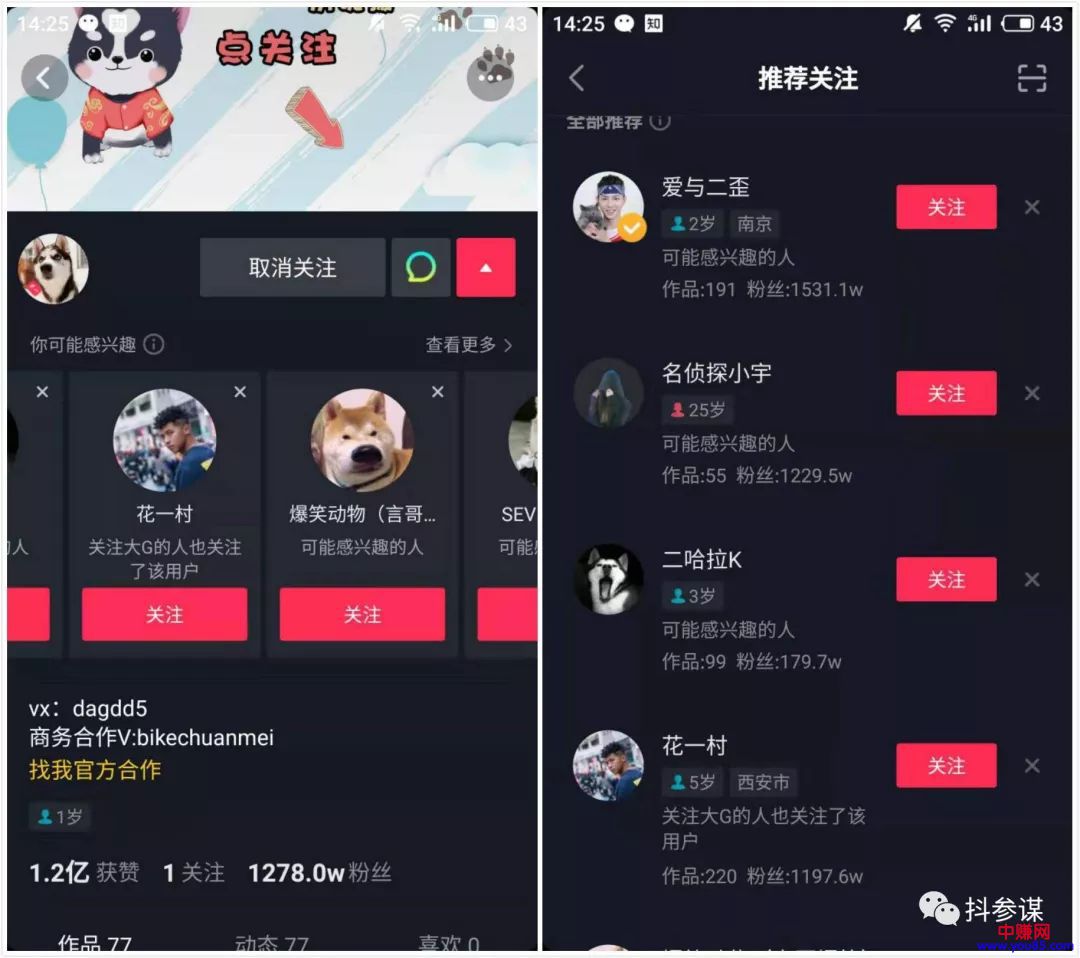 14:25
知
43
点关注
取消关注
你可能感兴趣
查看更多
花一村
关注大G的人也关注
了该用户
关注
爆笑动物（言哥...
可能感兴趣的人
关注
SEV
可能
vx：dagdd5
商务合作V:bikechuanmei
找我官方合作
1岁
1.2亿 获赞 1 关注 1278.0w 粉丝
作品 77 动态 77 喜欢 0
14:25
知
4G
43
推荐关注
全部推荐
爱与二歪
2岁 南京
可能感兴趣的人
作品:191 粉丝:1531.1w
关注
名侦探小宇
25岁
可能感兴趣的人
作品:55 粉丝:1229.5w
关注
二哈拉K
3岁
可能感兴趣的人
作品:99 粉丝:179.7w
关注
花一村
5岁 西安市
关注大G的人也关注了该
用户
作品:220 粉丝:1197.6w
关注
抖参谋
中赚网